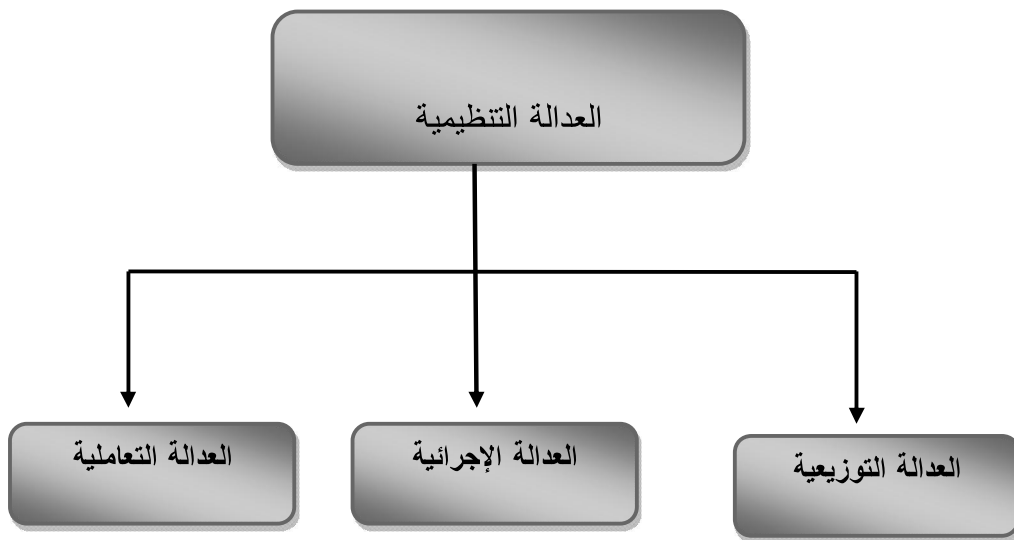 العدالة التنظيمية
العدالة التوزيعية
العدالة الإجرائية
العدالة التعاملية